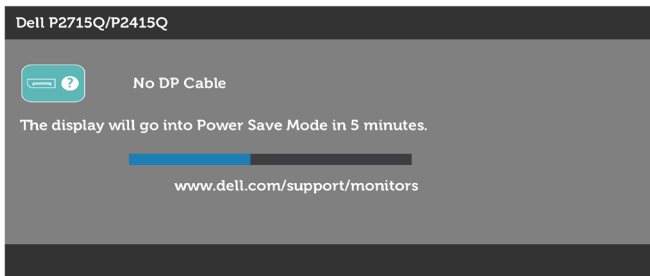 Dell P2715Q/P2415Q
?
No DP Cable
The display will go into Power Save Mode in 5 minutes.
www.dell.com/support/monitors